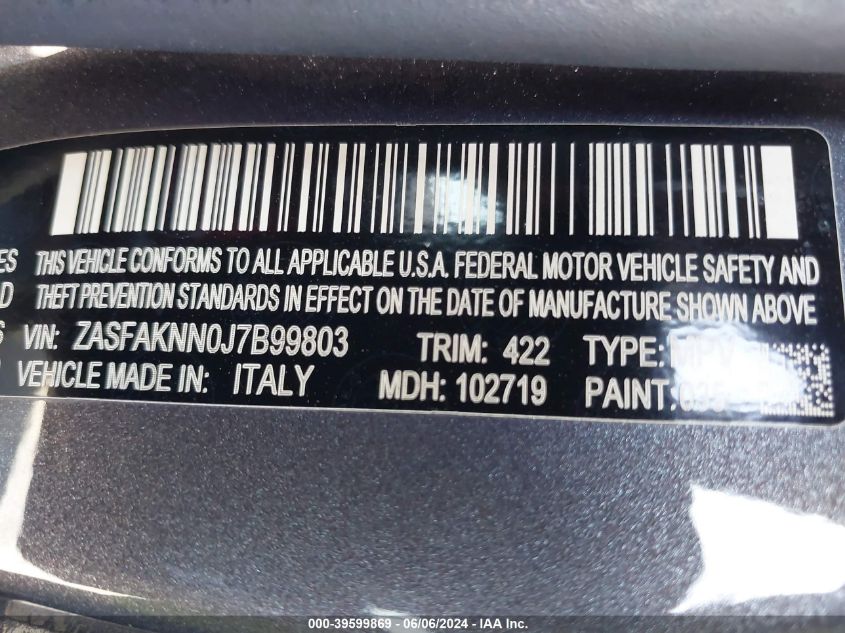 ES THIS VEHICLE CONFORMS TO ALL APPLICABLE U.S.A. FEDERAL MOTOR VEHICLE SAFETY AND
D THEFT PREVENTION STANDARDS IN EFFECT ON THE DATE OF MANUFACTURE SHOWN ABOVE
S VIN: ZASFAKNN0J7B99803 TRIM: 422 TYPE: MPV
VEHICLE MADE IN: ITALY MDH: 102719 PAINT:
000-39599869 - 06/06/2024 - IAA Inc.